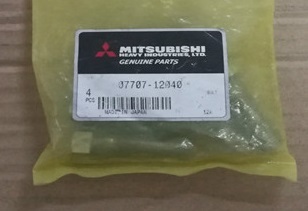 MITSUBISHI
HEAVY INDUSTRIES, LTD.
GENUINE PARTS
07707-12040
4
PCS
MADE IN JAPAN